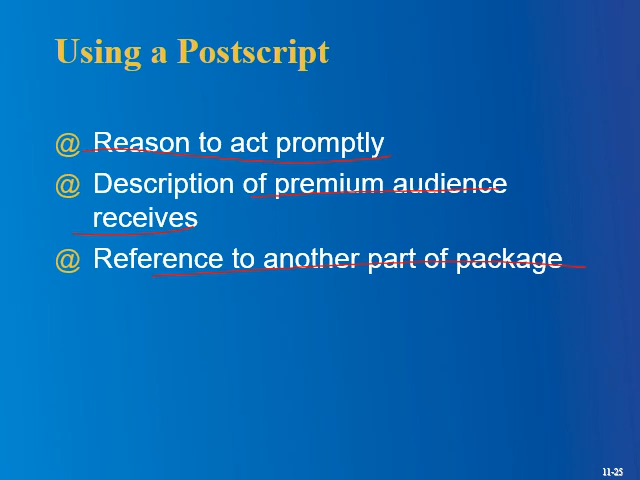 Using a Postscript
@ Reason to act promptly
@ Description of premium audience
receives
@ Reference to another part of package
11-25